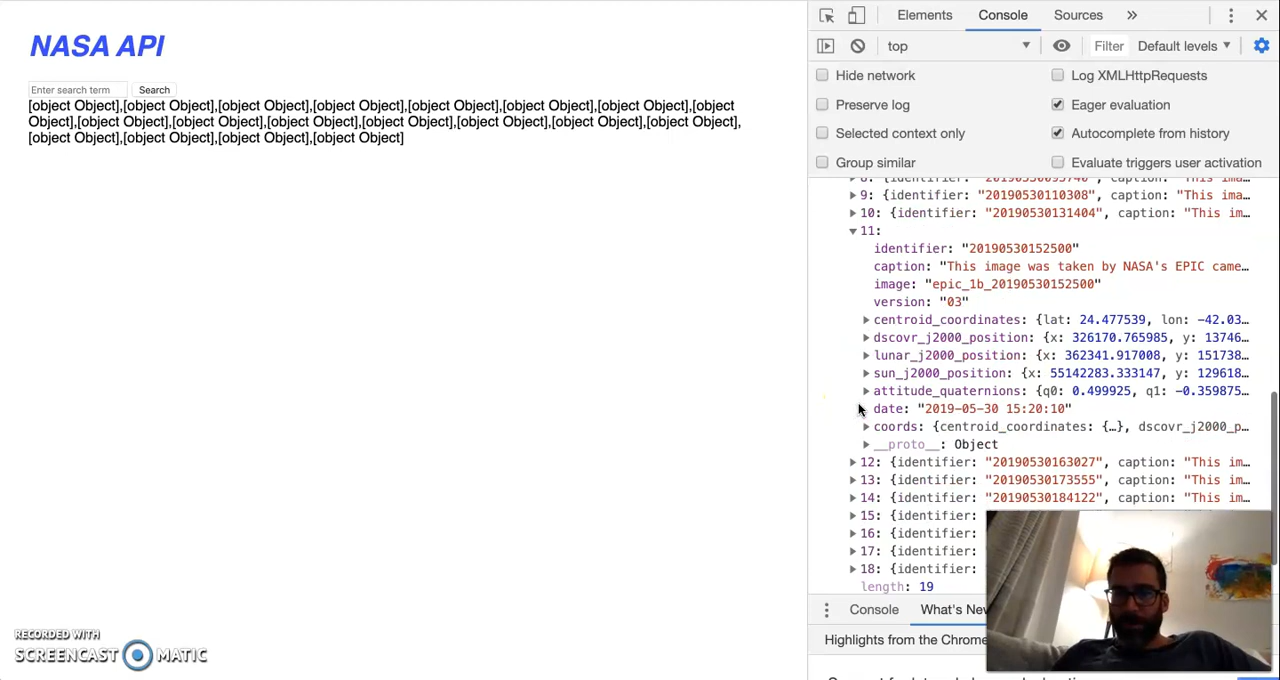 NASA API
Enter search term Search
[object Object],[object Object],[object Object],[object Object],[object Object],[object Object],[object Object],[object
Object],[object Object],[object Object],[object Object],[object Object],[object Object],[object Object],[object Object],
[object Object],[object Object],[object Object],[object Object]
RECORDED WITH
SCREENCAST MATIC
Elements Console Sources »
top Filter Default levels
Hide network Log XMLHttpRequests
Preserve log Eager evaluation
Selected context only Autocomplete from history
Group similar Evaluate triggers user activation
8: {identifier: "20190530095740", caption: "This ima…
9: {identifier: "20190530110308", caption: "This ima…
10: {identifier: "20190530131404", caption: "This im…
11:
identifier: "20190530152500"
caption: "This image was taken by NASA's EPIC came…
image: "epic_1b_20190530152500"
version: "03"
centroid_coordinates: {lat: 24.477539, lon: -42.03…
dscovr_j2000_position: {x: 326170.765985, y: 13746…
lunar_j2000_position: {x: 362341.917008, y: 151738…
sun_j2000_position: {x: 55142283.333147, y: 129618…
attitude_quaternions: {q0: 0.499925, q1: -0.359875…
date: "2019-05-30 15:20:10"
coords: {centroid_coordinates: {…}, dscovr_j2000_p…
__proto__: Object
12: {identifier: "20190530163027", caption: "This im…
13: {identifier: "20190530173555", caption: "This im…
14: {identifier: "20190530184122", caption: "This im…
15: {identifier:
16: {identifier:
17: {identifier:
18: {identifier:
length: 19
Console What's New
Highlights from the Chrome